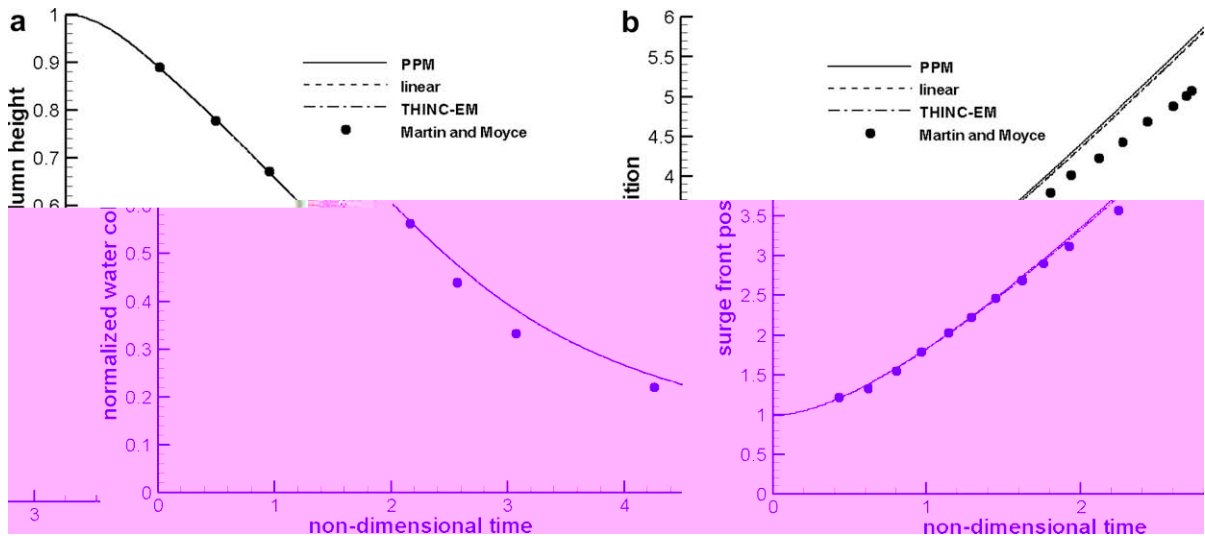 a
1
0.9
0.8
0.7
0.6
lumn height
PPM
linear
THINC-EM
Martin and Moyce
b
6
5.5
5
4.5
4
ition
PPM
linear
THINC-EM
Martin and Moyce
0.5
0.4
0.3
0.2
0.1
0
normalized water col
0
1
2
3
4
non-dimensional time
3
3.5
3
2.5
2
1.5
1
0.5
0
surge front pos
0
1
2
non-dimensional time